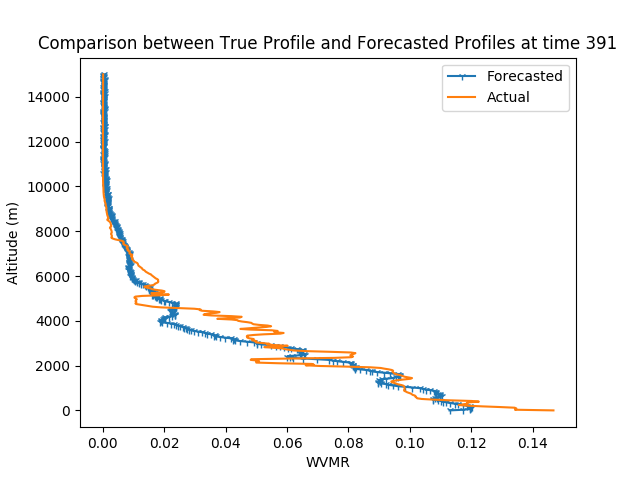 Comparison between True Profile and Forecasted Profiles at time 391
Forecasted
Actual
14000
12000
10000
8000
6000
4000
2000
0
Altitude (m)
0.00 0.02 0.04 0.06 0.08 0.10 0.12 0.14
WVMR